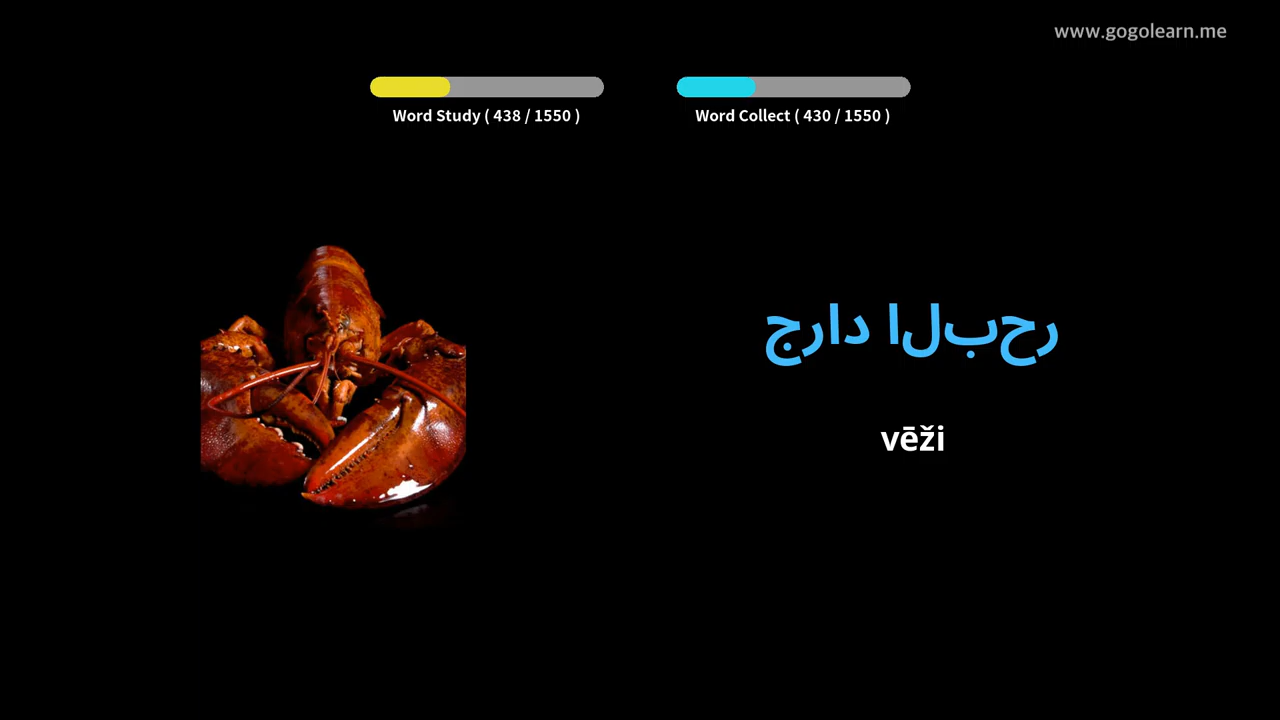 www.gogolearn.me
Word Study ( 438 / 1550 )
Word Collect ( 430 / 1550 )
جراد البحر
vēži